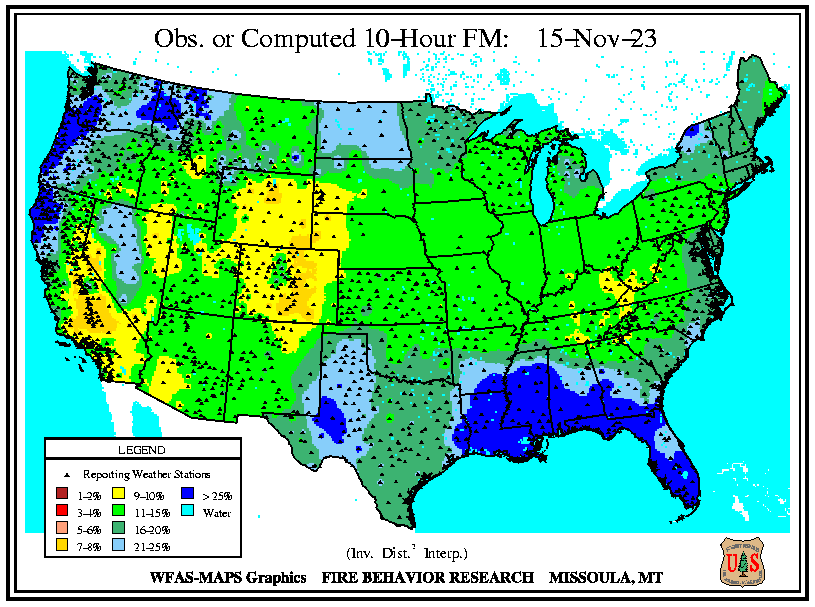 Obs. or Computed 10-Hour FM: 15-Nov-23
LEGEND
Reporting Weather Stations
1-2% 9-10% > 25%
3-4% 11-15% Water
5-6% 16-20%
7-8% 21-25%
(Inv. Dist.² Interp.)
WFAS-MAPS Graphics FIRE BEHAVIOR RESEARCH MISSOULA, MT
U S